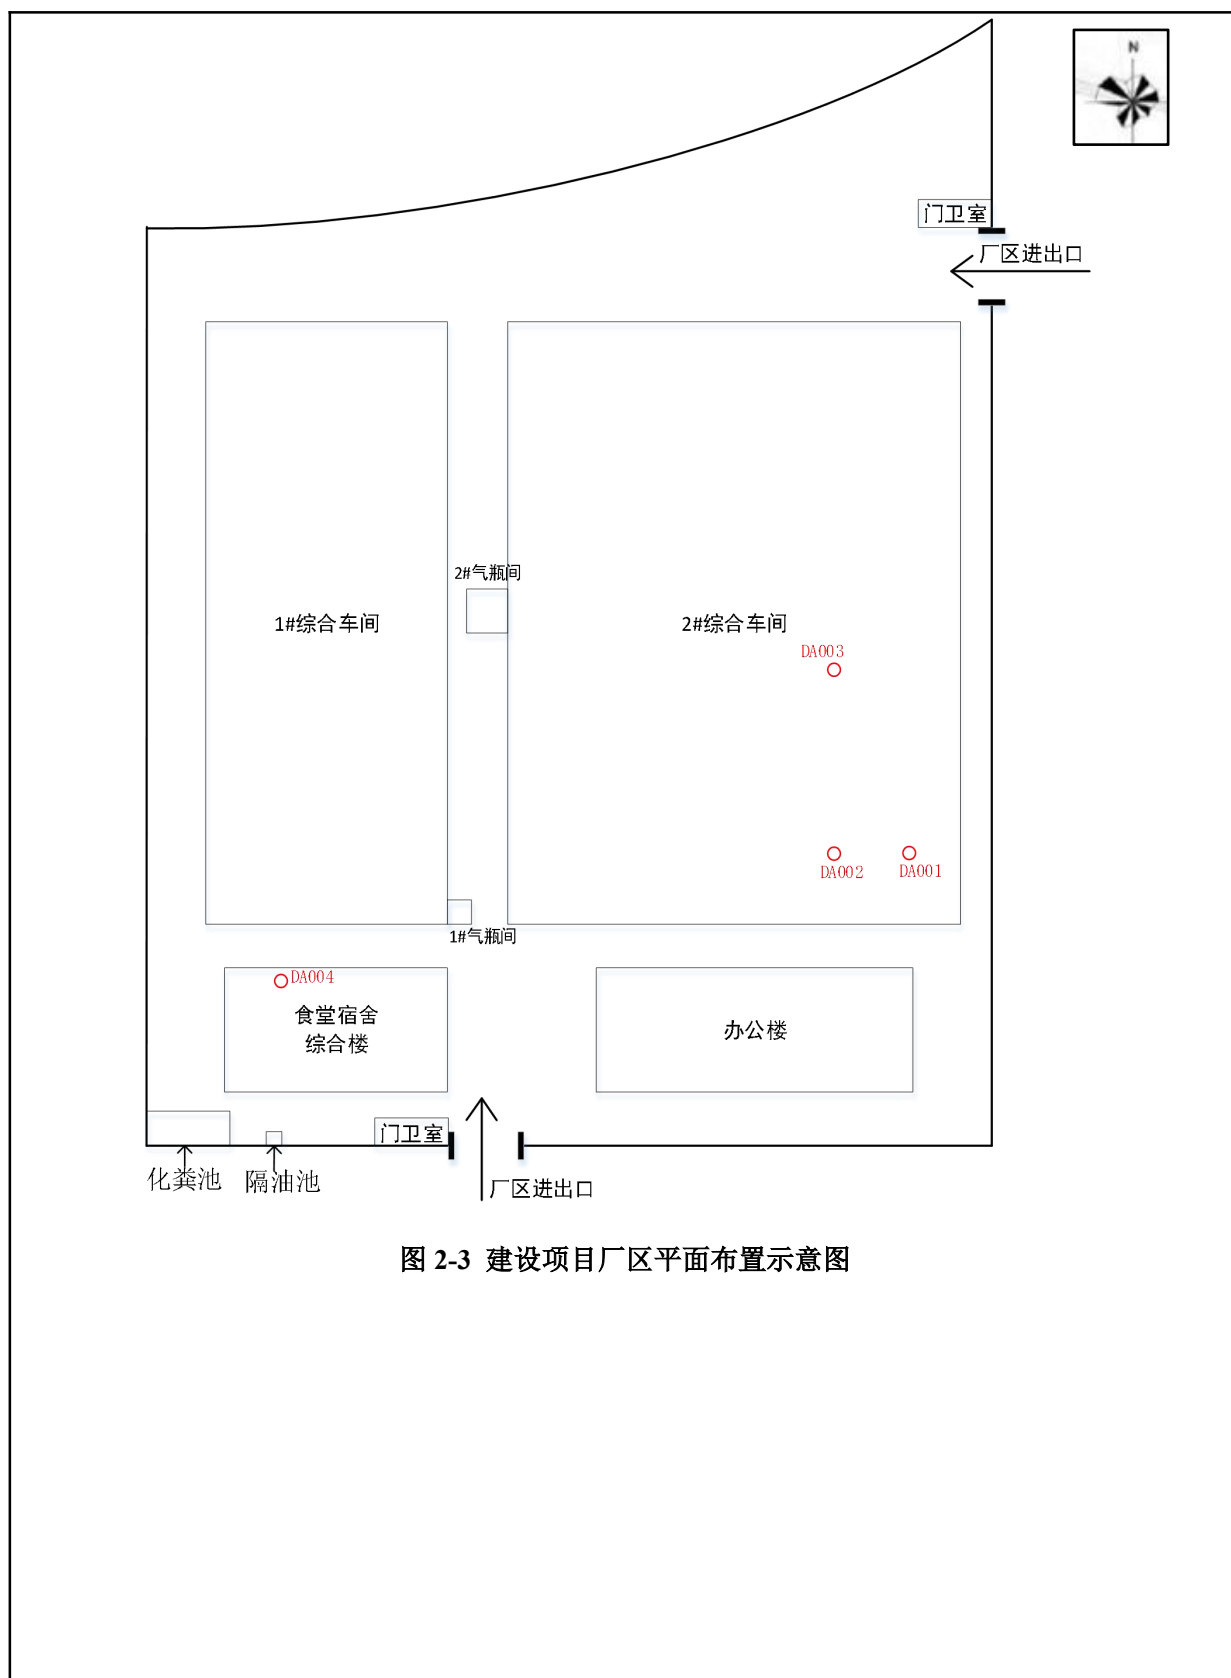 N
门卫室
厂区进出口
2#气瓶间
1#综合车间
2#综合车间
DA003
DA002
DA001
1#气瓶间
DA004
食堂宿舍
综合楼
办公楼
门卫室
化粪池
隔油池
厂区进出口
图 2-3 建设项目厂区平面布置示意图